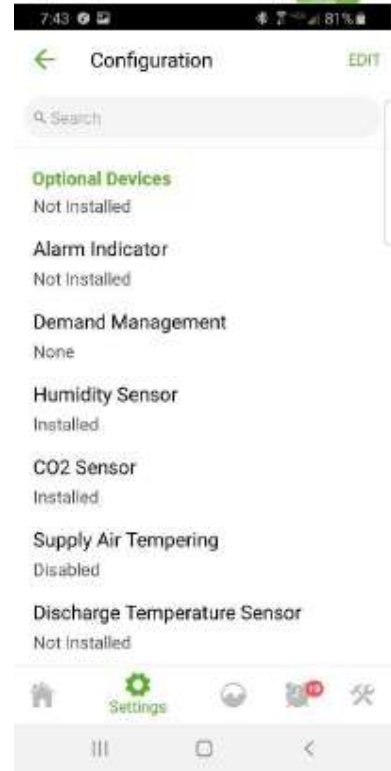 7:43
81%
Configuration
EDIT
Search
Optional Devices
Not Installed
Alarm Indicator
Not Installed
Demand Management
None
Humidity Sensor
Installed
CO2 Sensor
Installed
Supply Air Tempering
Disabled
Discharge Temperature Sensor
Not Installed
Settings